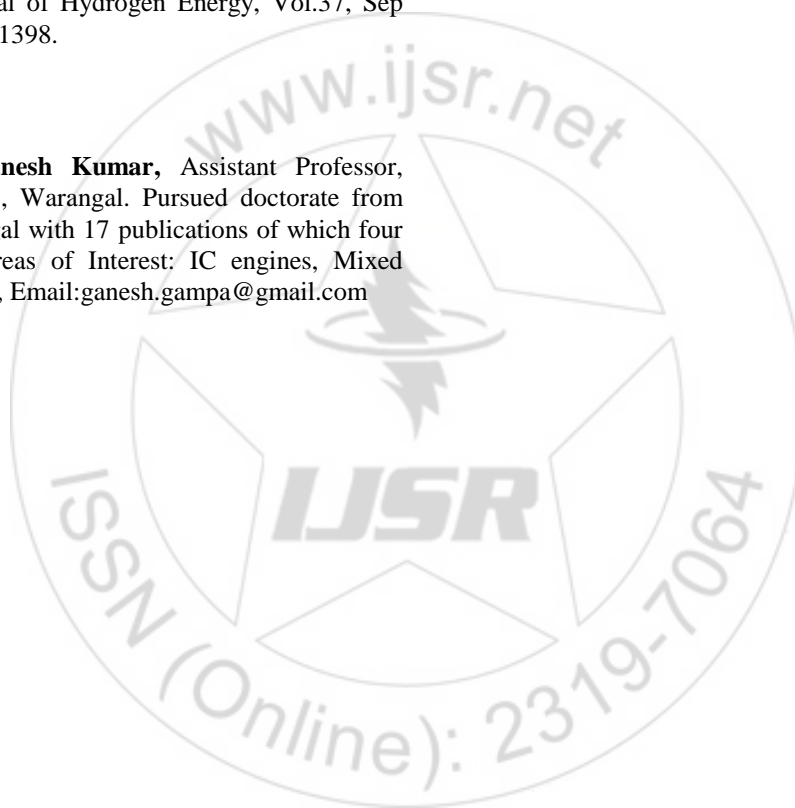 al of Hydrogen Energy, Vol.37, Sep
1398.
nesh Kumar, Assistant Professor,
, Warangal. Pursued doctorate from
gal with 17 publications of which four
reas of Interest: IC engines, Mixed
, Email:ganesh.gampa@gmail.com
www.ijsr.net
IJSR
ISSN (Online): 2319-7064